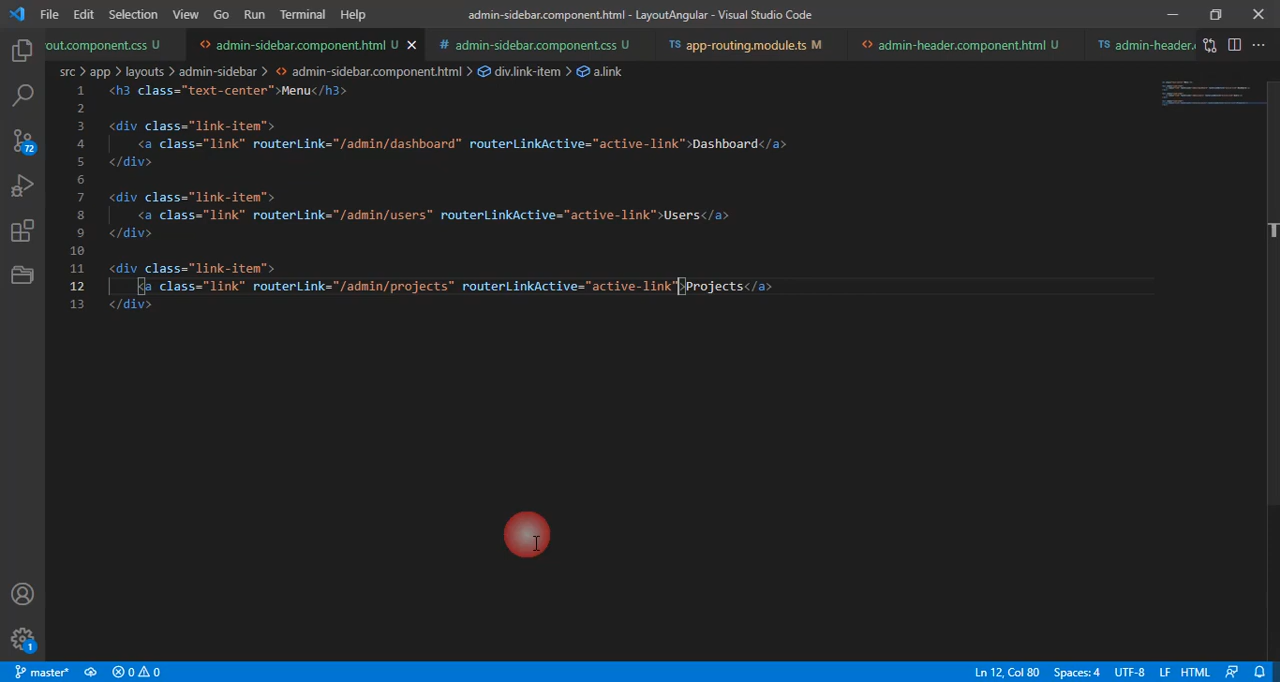 File Edit Selection View Go Run Terminal Help admin-sidebar.component.html - LayoutAngular - Visual Studio Code
out.component.css U <> admin-sidebar.component.html U # admin-sidebar.component.css U TS app-routing.module.ts M <> admin-header.component.html U TS admin-header.
src > app > layouts > admin-sidebar > <> admin-sidebar.component.html > div.link-item > a.link
1 <h3 class="text-center">Menu</h3>
2
3 <div class="link-item">
4     <a class="link" routerLink="/admin/dashboard" routerLinkActive="active-link">Dashboard</a>
5 </div>
6
7 <div class="link-item">
8     <a class="link" routerLink="/admin/users" routerLinkActive="active-link">Users</a>
9 </div>
10
11 <div class="link-item">
12     <a class="link" routerLink="/admin/projects" routerLinkActive="active-link">Projects</a>
13 </div>
72
1
master* 0 0 Ln 12, Col 80 Spaces: 4 UTF-8 LF HTML